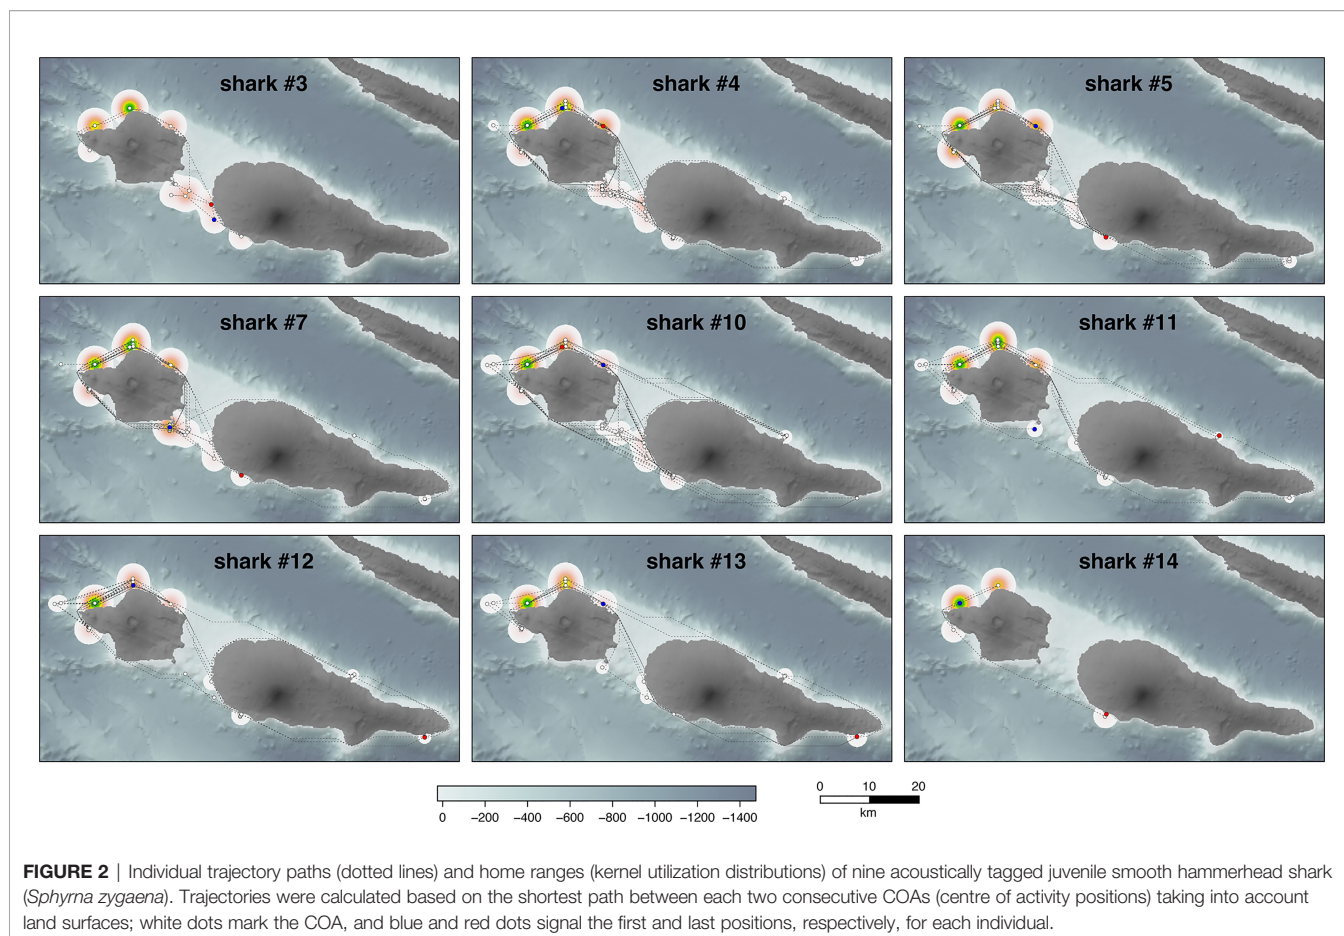 shark #3
shark #4
shark #5
shark #7
shark #10
shark #11
shark #12
shark #13
shark #14
0 −200 −400 −600 −800 −1000 −1200 −1400
0 10 20
km
FIGURE 2 | Individual trajectory paths (dotted lines) and home ranges (kernel utilization distributions) of nine acoustically tagged juvenile smooth hammerhead shark
(Sphyrna zygaena). Trajectories were calculated based on the shortest path between each two consecutive COAs (centre of activity positions) taking into account
land surfaces; white dots mark the COA, and blue and red dots signal the first and last positions, respectively, for each individual.